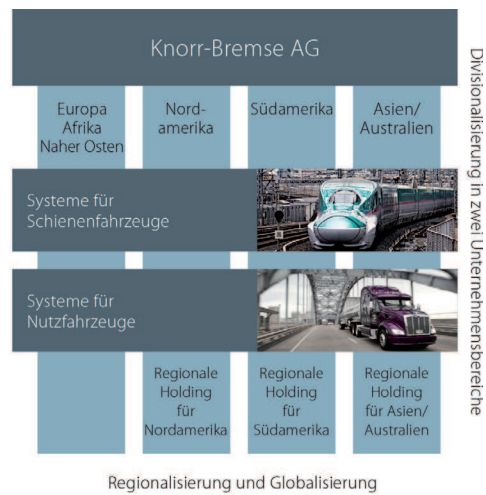 Knorr-Bremse AG
Europa
Afrika
Naher Osten
Nord-
amerika
Südamerika
Asien/
Australien
Systeme für
Schienenfahrzeuge
Systeme für
Nutzfahrzeuge
Regionale
Holding
für
Nordamerika
Regionale
Holding
für
Südamerika
Regionale
Holding
für Asien/
Australien
Divisionalisierung in zwei Unternehmensbereiche
Regionalisierung und Globalisierung